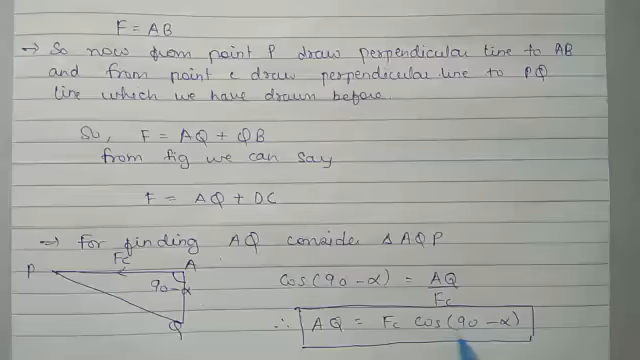 F = AB
→ So now from point P draw perpendicular line to AB
and from point C draw perpendicular line to PQ
line which we have drawn before.
So, F = AQ + QB
from fig we can say
F = AQ + DC
⇒ For finding AQ conside △AQP
P Fc A
90-α
Q
cos(90-α) = AQ
Fc
∴ AQ = Fc cos(90-α)